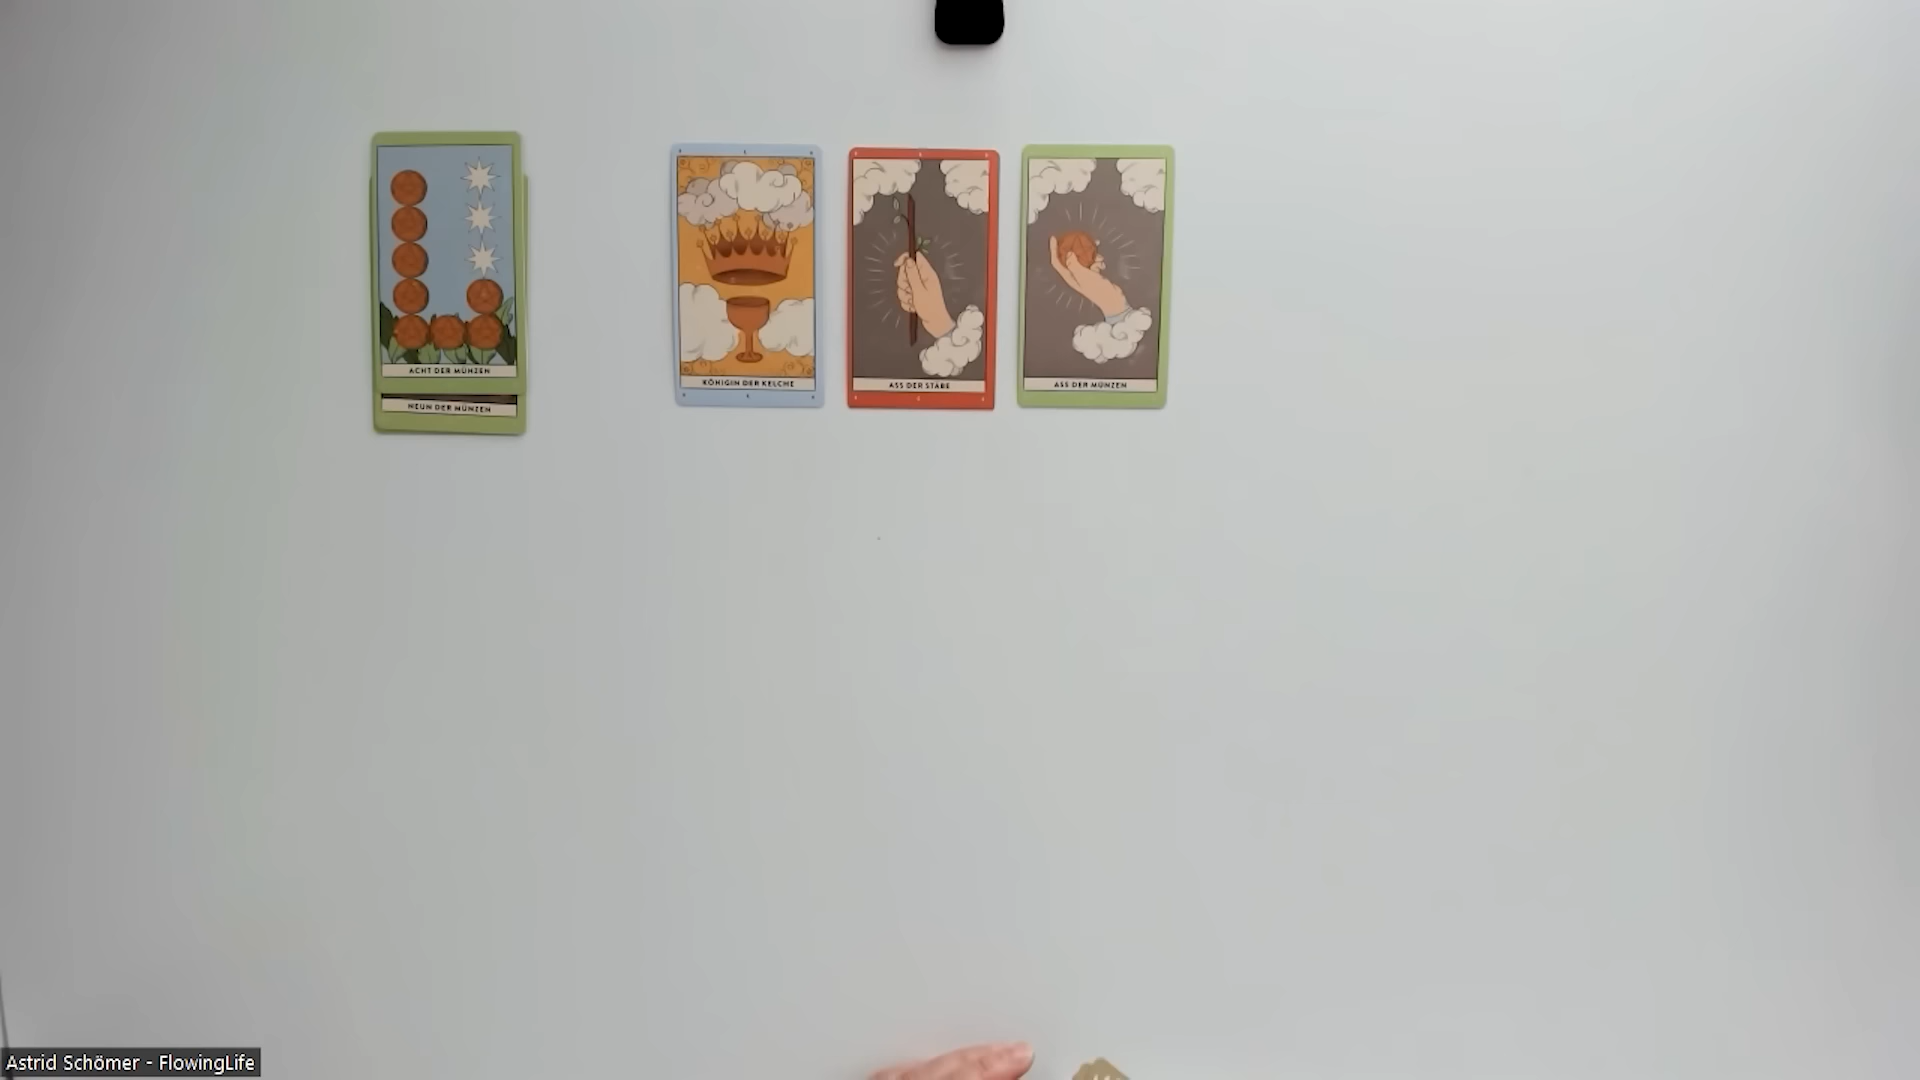 ACHT DER MÜNZEN
NEUN DER MÜNZEN
KÖNIGIN DER KELCHE
ASS DER STÄBE
ASS DER MÜNZEN
Astrid Schömer - FlowingLife